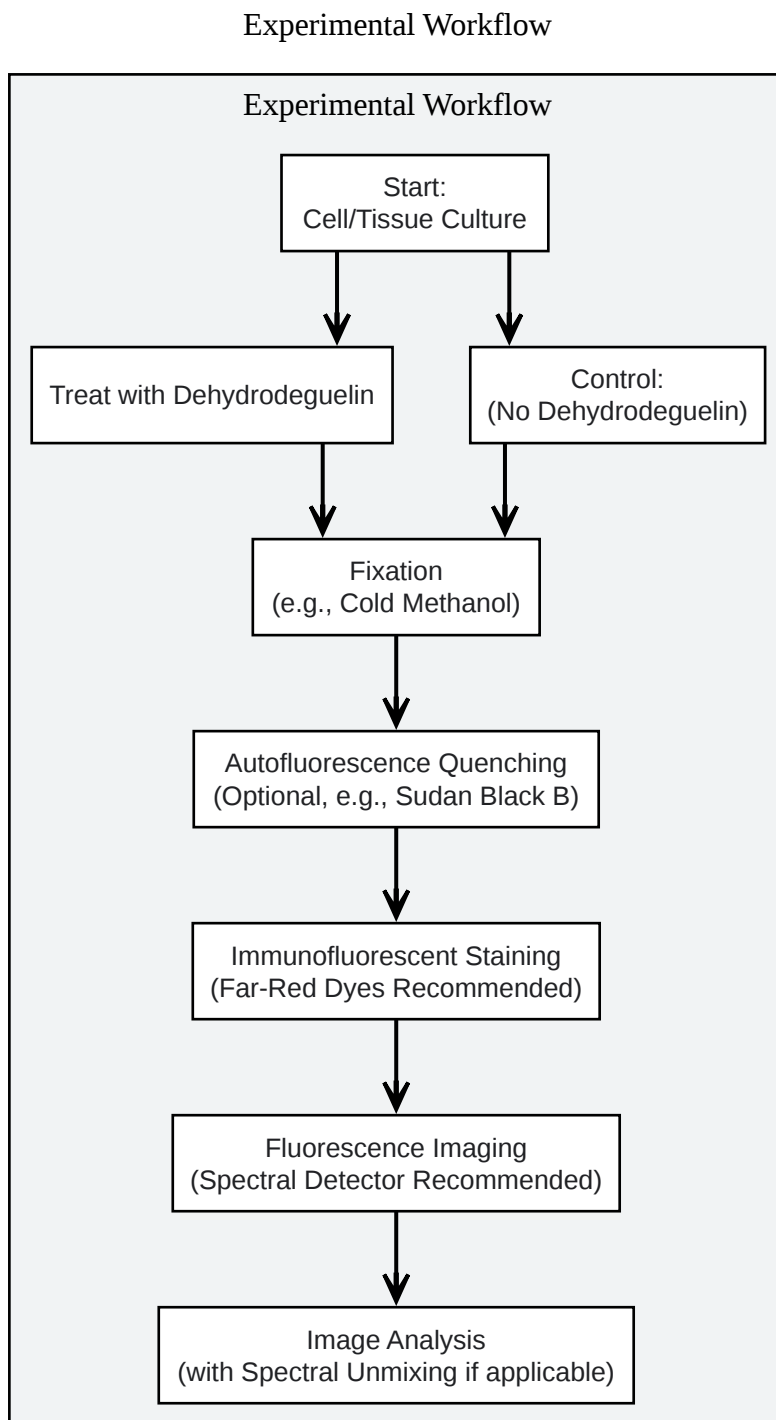 Experimental Workflow
Experimental Workflow
Start:
Cell/Tissue Culture
Treat with Dehydrodeguelin
Control:
(No Dehydrodeguelin)
Fixation
(e.g., Cold Methanol)
Autofluorescence Quenching
(Optional, e.g., Sudan Black B)
Immunofluorescent Staining
(Far-Red Dyes Recommended)
Fluorescence Imaging
(Spectral Detector Recommended)
Image Analysis
(with Spectral Unmixing if applicable)